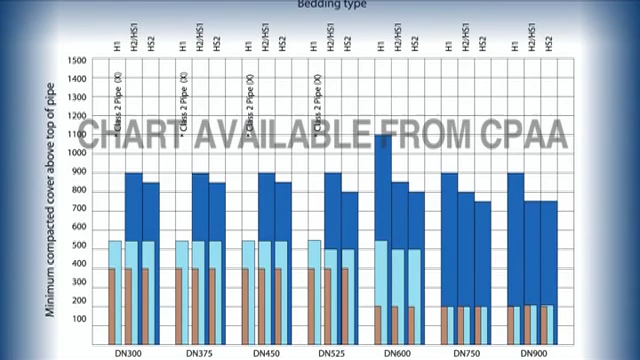 Bedding type
H1 H2/HS1 HS2 H1 H2/HS1 HS2 H1 H2/HS1 HS2 H1 H2/HS1 HS2 H1 H2/HS1 HS2 H1 H2/HS1 HS2 H1 H2/HS1 HS2
* Class 2 Pipe (X) * Class 2 Pipe (X) * Class 2 Pipe (X) * Class 2 Pipe (X)
Minimum compacted cover above top of pipe
1500
1400
1300
1200
1100
1000
900
800
700
600
500
400
300
200
100
CHART AVAILABLE FROM CPAA
DN300 DN375 DN450 DN525 DN600 DN750 DN900